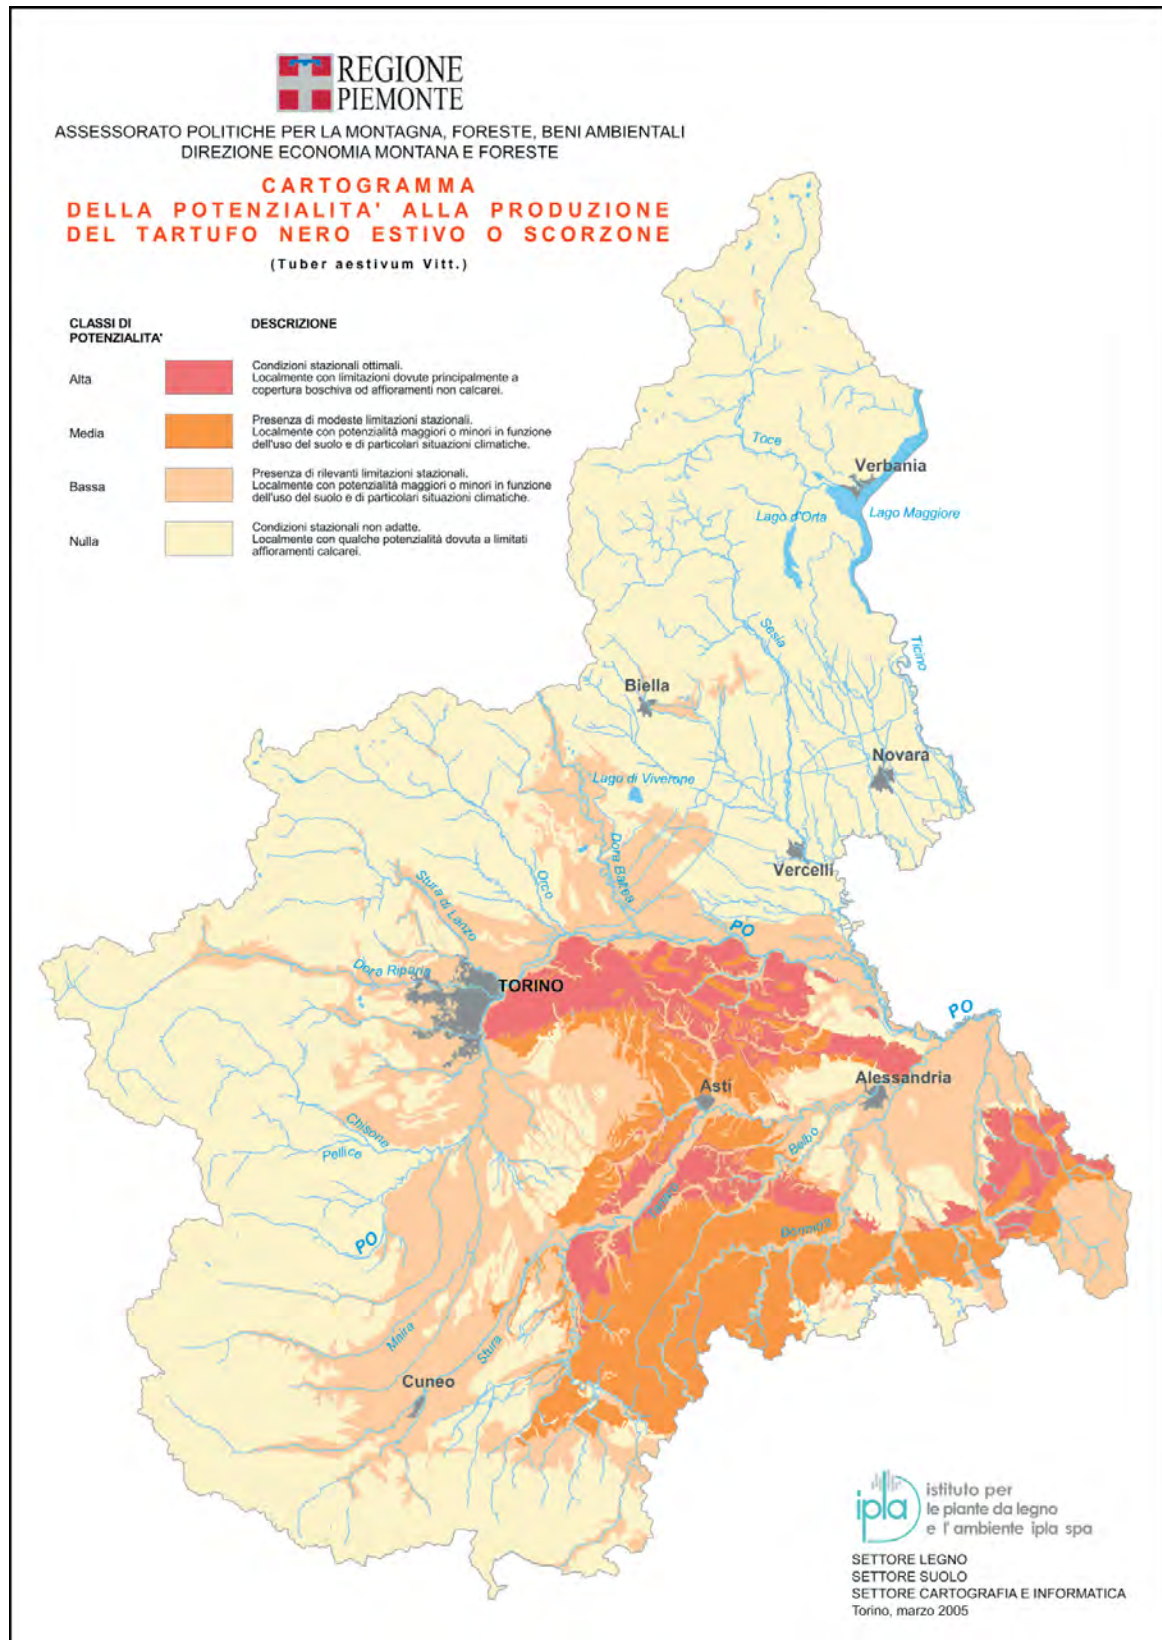 REGIONE
PIEMONTE
ASSESSORATO POLITICHE PER LA MONTAGNA, FORESTE, BENI AMBIENTALI
DIREZIONE ECONOMIA MONTANA E FORESTE
CARTOGRAMMA
DELLA POTENZIALITA' ALLA PRODUZIONE
DEL TARTUFO NERO ESTIVO O SCORZONE
(Tuber aestivum Vitt.)
CLASSI DI
POTENZIALITA'
DESCRIZIONE
Alta
Condizioni stazionali ottimali.
Localmente con limitazioni dovute principalmente a
copertura boschiva od affioramenti non calcarei.
Media
Presenza di modeste limitazioni stazionali.
Localmente con potenzialità maggiori o minori in funzione
dell'uso del suolo e di particolari situazioni climatiche.
Bassa
Presenza di rilevanti limitazioni stazionali.
Localmente con potenzialità maggiori o minori in funzione
dell'uso del suolo e di particolari situazioni climatiche.
Nulla
Condizioni stazionali non adatte.
Localmente con qualche potenzialità dovuta a limitati
affioramenti calcarei.
Toce
Verbania
Lago d'Orta
Lago Maggiore
Sesia
Ticino
Biella
Novara
Lago di Viverone
Dora Baltea
Vercelli
Orco
Stura di Lanzo
PO
Dora Riparia
TORINO
PO
Asti
Alessandria
Chisone
Pellice
Belbo
Tanaro
Bormida
PO
Maira
Stura
Cuneo
ipla
istituto per
le piante da legno
e l'ambiente ipla spa
SETTORE LEGNO
SETTORE SUOLO
SETTORE CARTOGRAFIA E INFORMATICA
Torino, marzo 2005